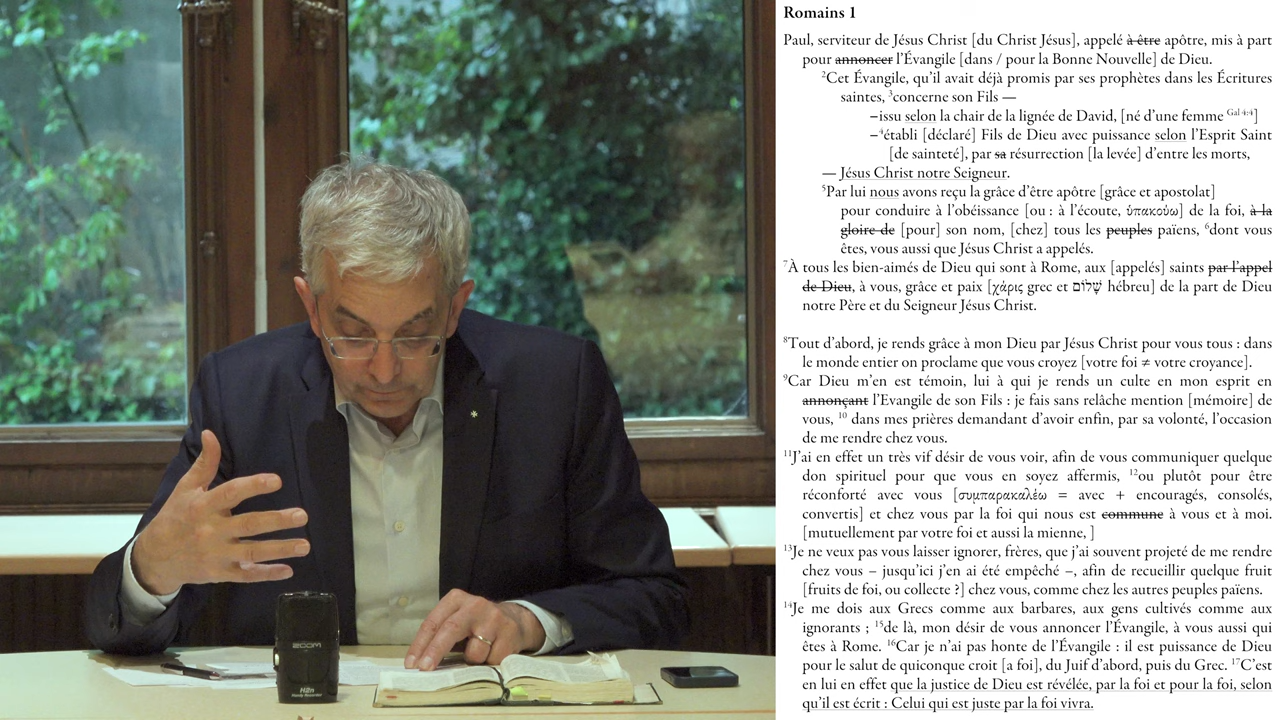 Romains 1
Paul, serviteur de Jésus Christ [du Christ Jésus], appelé à être apôtre, mis à part
pour annoncer l'Évangile [dans / pour la Bonne Nouvelle] de Dieu.
²Cet Évangile, qu'il avait déjà promis par ses prophètes dans les Écritures
saintes, ³concerne son Fils —
–issu selon la chair de la lignée de David, [né d'une femme Gal 4:4]
–⁴établi [déclaré] Fils de Dieu avec puissance selon l'Esprit Saint
[de sainteté], par sa résurrection [la levée] d'entre les morts,
— Jésus Christ notre Seigneur.
⁵Par lui nous avons reçu la grâce d'être apôtre [grâce et apostolat]
pour conduire à l'obéissance [ou : à l'écoute, ὑπακούω] de la foi, à la
gloire de [pour] son nom, [chez] tous les peuples païens, ⁶dont vous
êtes, vous aussi que Jésus Christ a appelés.
⁷À tous les bien-aimés de Dieu qui sont à Rome, aux [appelés] saints par l'appel
de Dieu, à vous, grâce et paix [χάρις grec et שָׁלוֹם hébreu] de la part de Dieu
notre Père et du Seigneur Jésus Christ.
⁸Tout d'abord, je rends grâce à mon Dieu par Jésus Christ pour vous tous : dans
le monde entier on proclame que vous croyez [votre foi ≠ votre croyance].
⁹Car Dieu m'en est témoin, lui à qui je rends un culte en mon esprit en
annonçant l'Evangile de son Fils : je fais sans relâche mention [mémoire] de
vous, ¹⁰ dans mes prières demandant d'avoir enfin, par sa volonté, l'occasion
de me rendre chez vous.
¹¹J'ai en effet un très vif désir de vous voir, afin de vous communiquer quelque
don spirituel pour que vous en soyez affermis, ¹²ou plutôt pour être
réconforté avec vous [συμπαρακαλέω = avec + encouragés, consolés,
convertis] et chez vous par la foi qui nous est commune à vous et à moi.
[mutuellement par votre foi et aussi la mienne, ]
¹³Je ne veux pas vous laisser ignorer, frères, que j'ai souvent projeté de me rendre
chez vous – jusqu'ici j'en ai été empêché –, afin de recueillir quelque fruit
[fruits de foi, ou collecte ?] chez vous, comme chez les autres peuples païens.
¹⁴Je me dois aux Grecs comme aux barbares, aux gens cultivés comme aux
ignorants ; ¹⁵de là, mon désir de vous annoncer l'Évangile, à vous aussi qui
êtes à Rome. ¹⁶Car je n'ai pas honte de l'Évangile : il est puissance de Dieu
pour le salut de quiconque croit [a foi], du Juif d'abord, puis du Grec. ¹⁷C'est
en lui en effet que la justice de Dieu est révélée, par la foi et pour la foi, selon
qu'il est écrit : Celui qui est juste par la foi vivra.
zoom
H2n
Handy Recorder